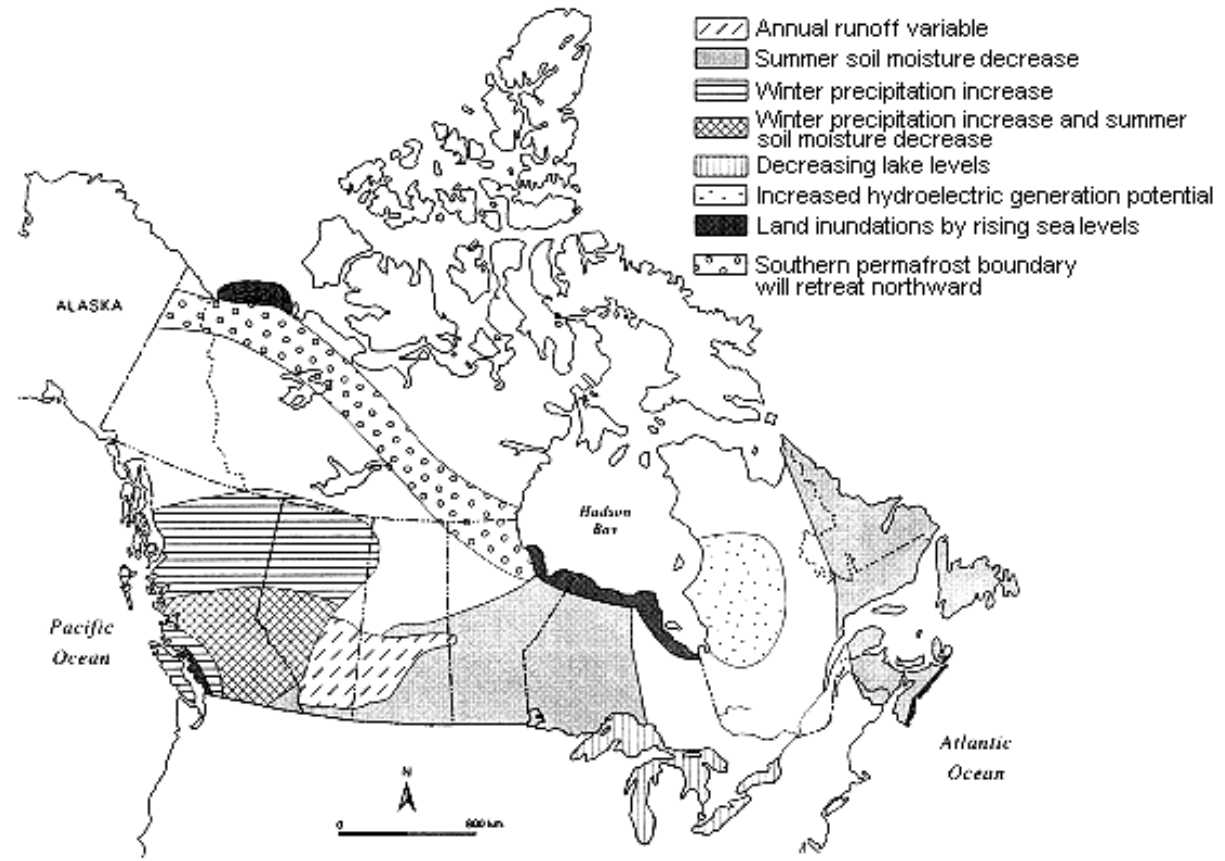 Annual runoff variable
Summer soil moisture decrease
Winter precipitation increase
Winter precipitation increase and summer
soil moisture decrease
Decreasing lake levels
Increased hydroelectric generation potential
Land inundations by rising sea levels
Southern permafrost boundary
will retreat northward
ALASKA
Hudson
Bay
Pacific
Ocean
Atlantic
Ocean
N
0 800 km